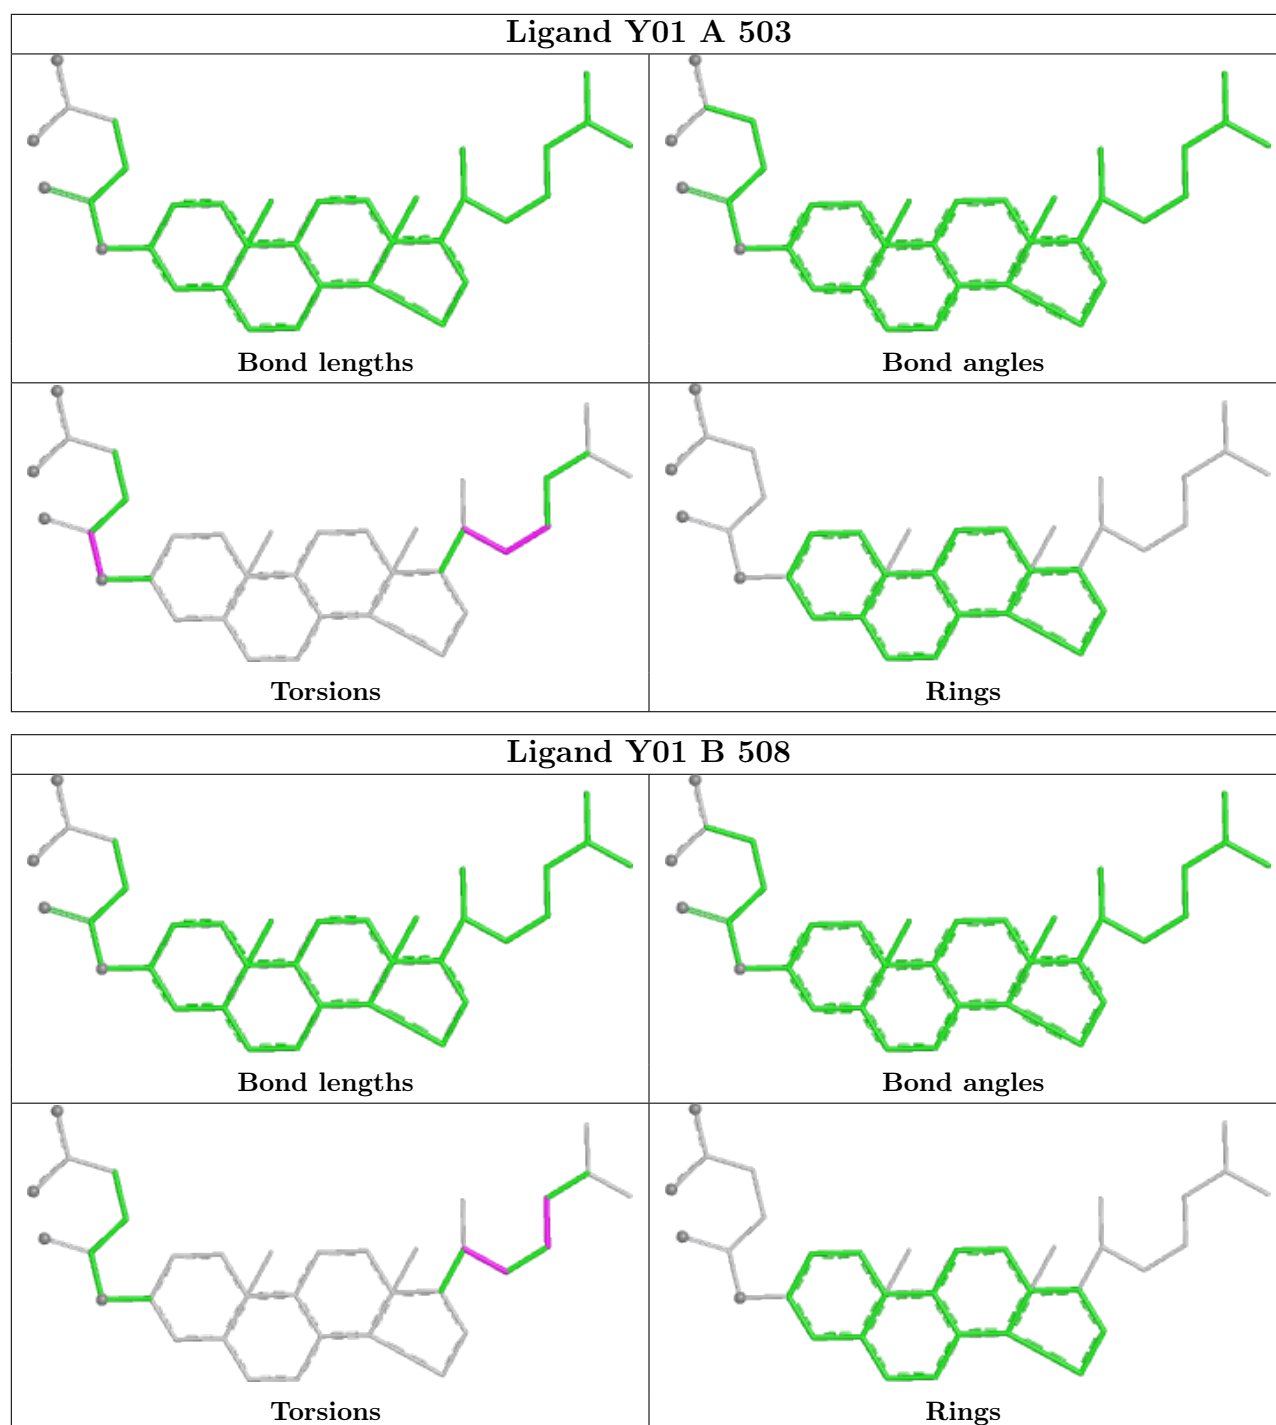 Ligand Y01 A 503
Bond lengths
Bond angles
Torsions
Rings
Ligand Y01 B 508
Bond lengths
Bond angles
Torsions
Rings